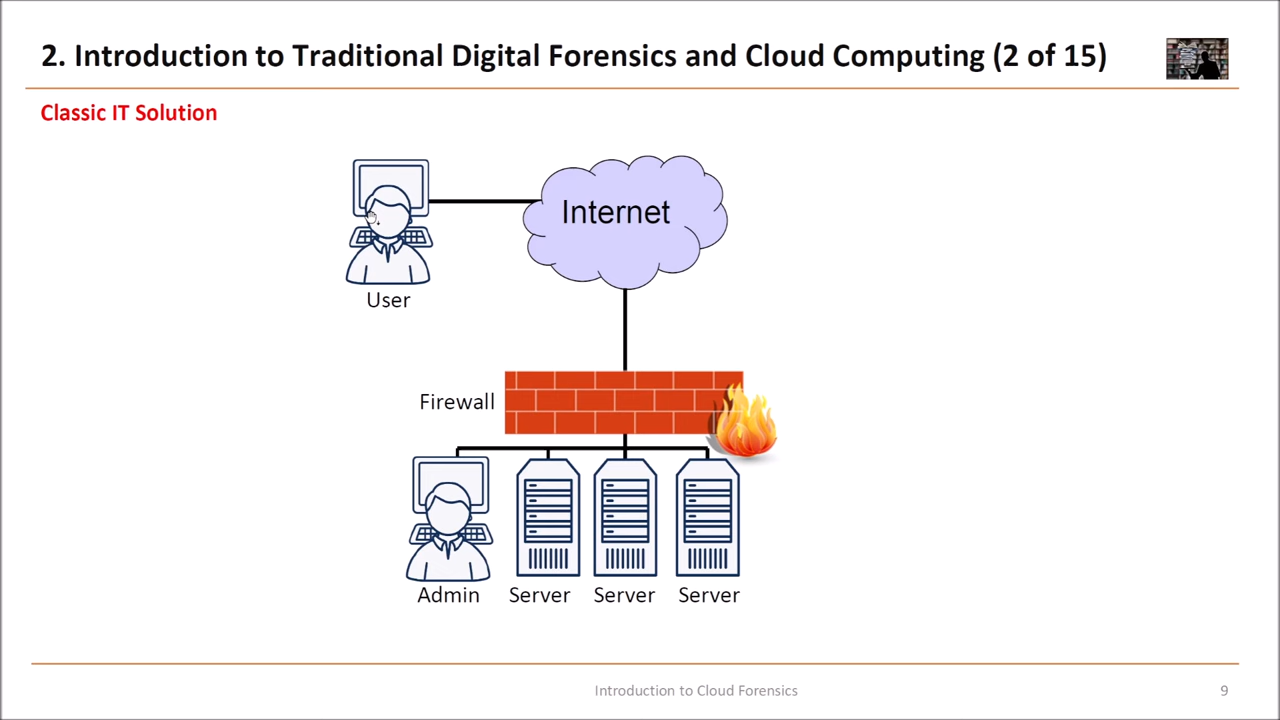 2. Introduction to Traditional Digital Forensics and Cloud Computing (2 of 15)
Classic IT Solution
Internet
User
Firewall
Admin
Server
Server
Server
Introduction to Cloud Forensics
9